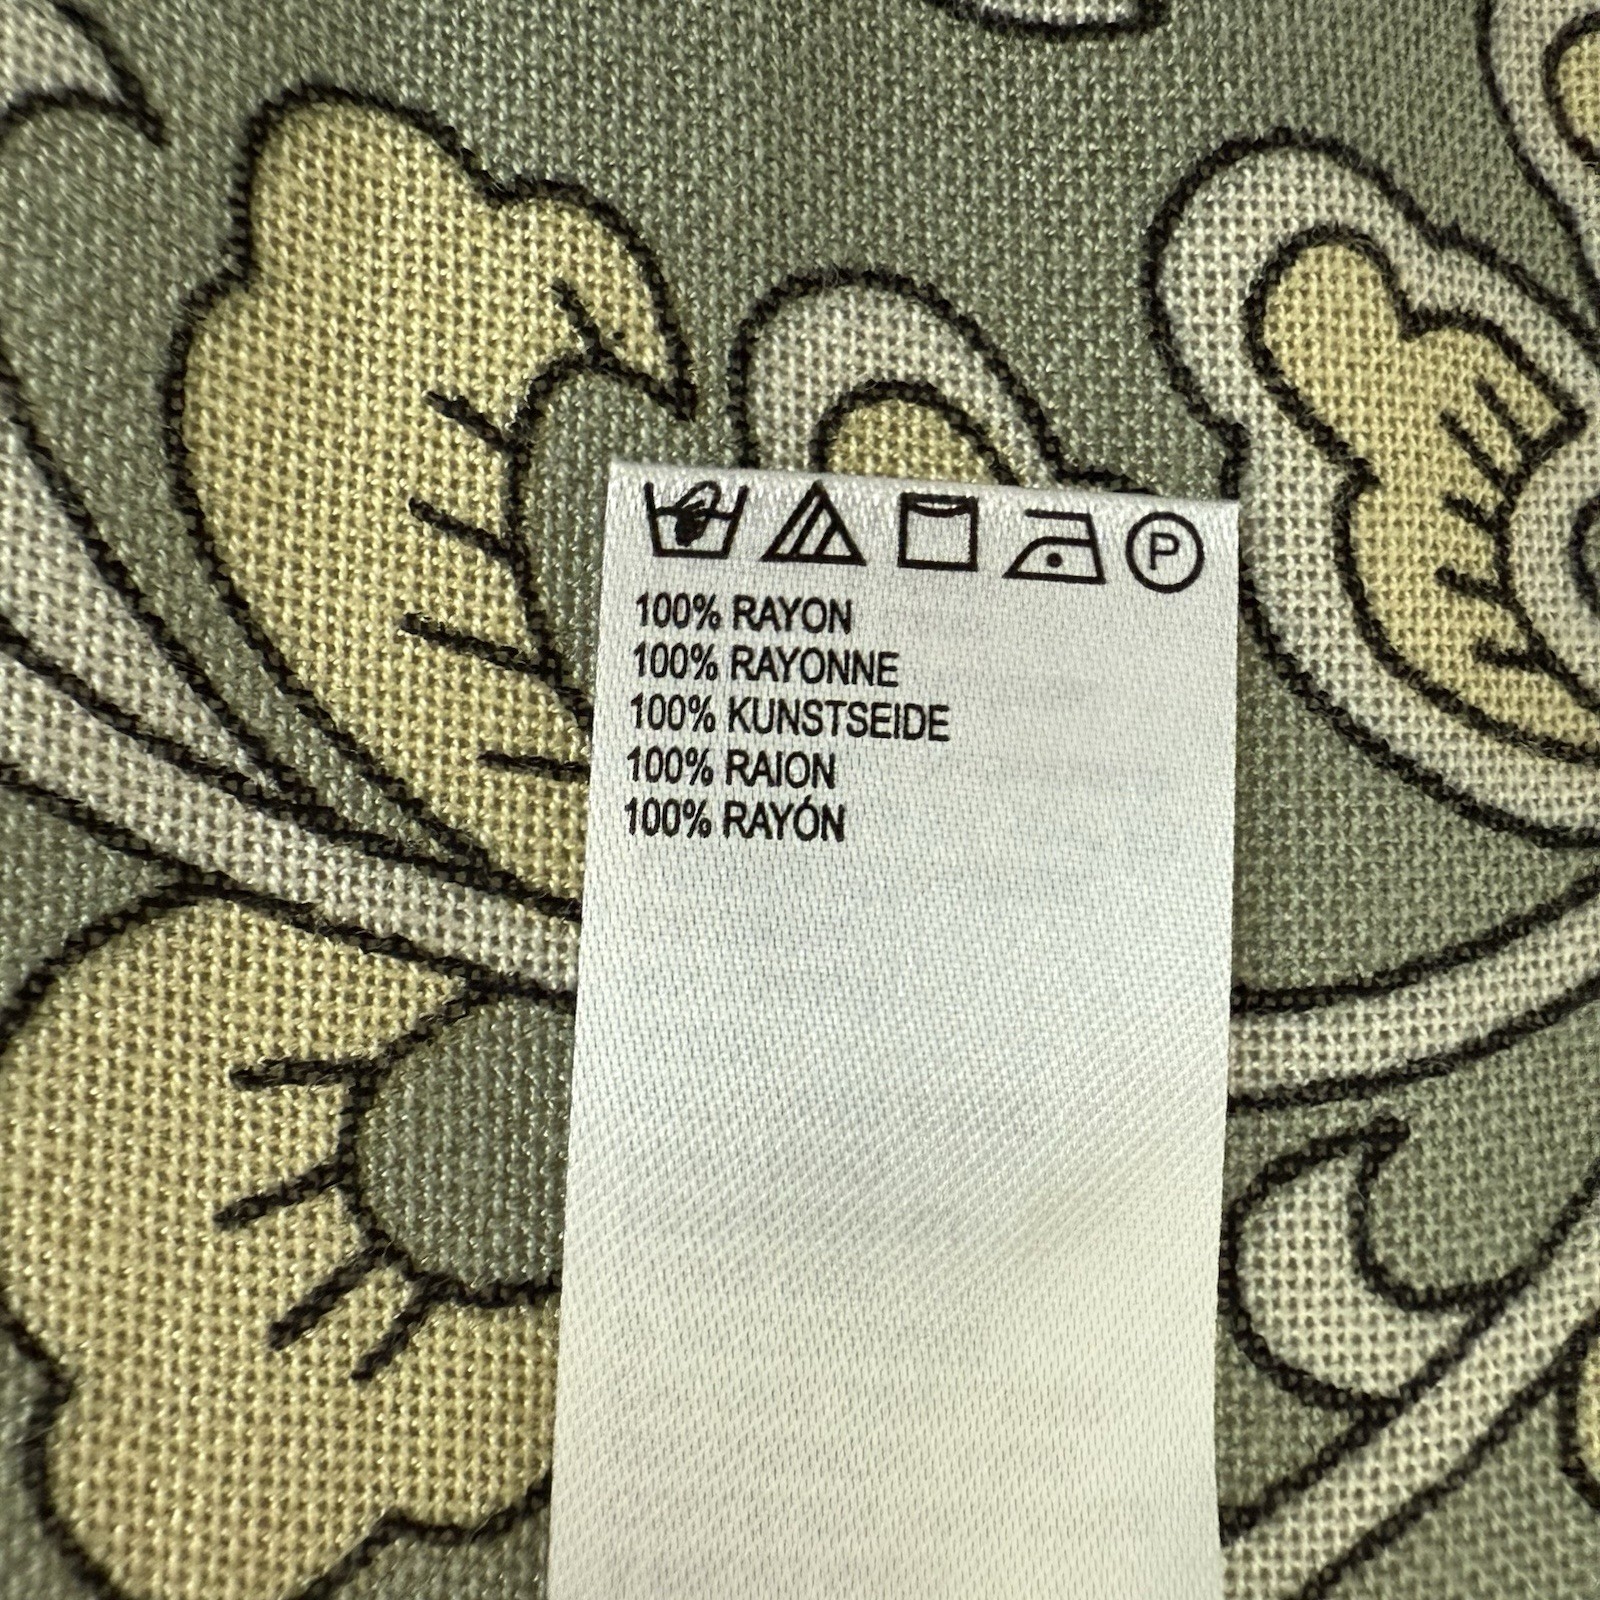 P
100% RAYON
100% RAYONNE
100% KUNSTSEIDE
100% RAION
100% RAYÓN